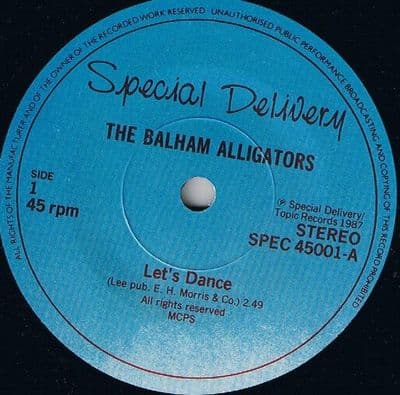 ALL RIGHTS OF THE MANUFACTURER AND OF THE OWNER OF THE RECORDED WORK RESERVED · UNAUTHORISED PUBLIC PERFORMANCE BROADCASTING AND COPYING OF THIS RECORD PROHIBITED
Special Delivery
THE BALHAM ALLIGATORS
SIDE
1
45 rpm
℗ Special Delivery/
Topic Records 1987
STEREO
SPEC 45001-A
Let's Dance
(Lee pub. E. H. Morris & Co.) 2.49
All rights reserved
MCPS